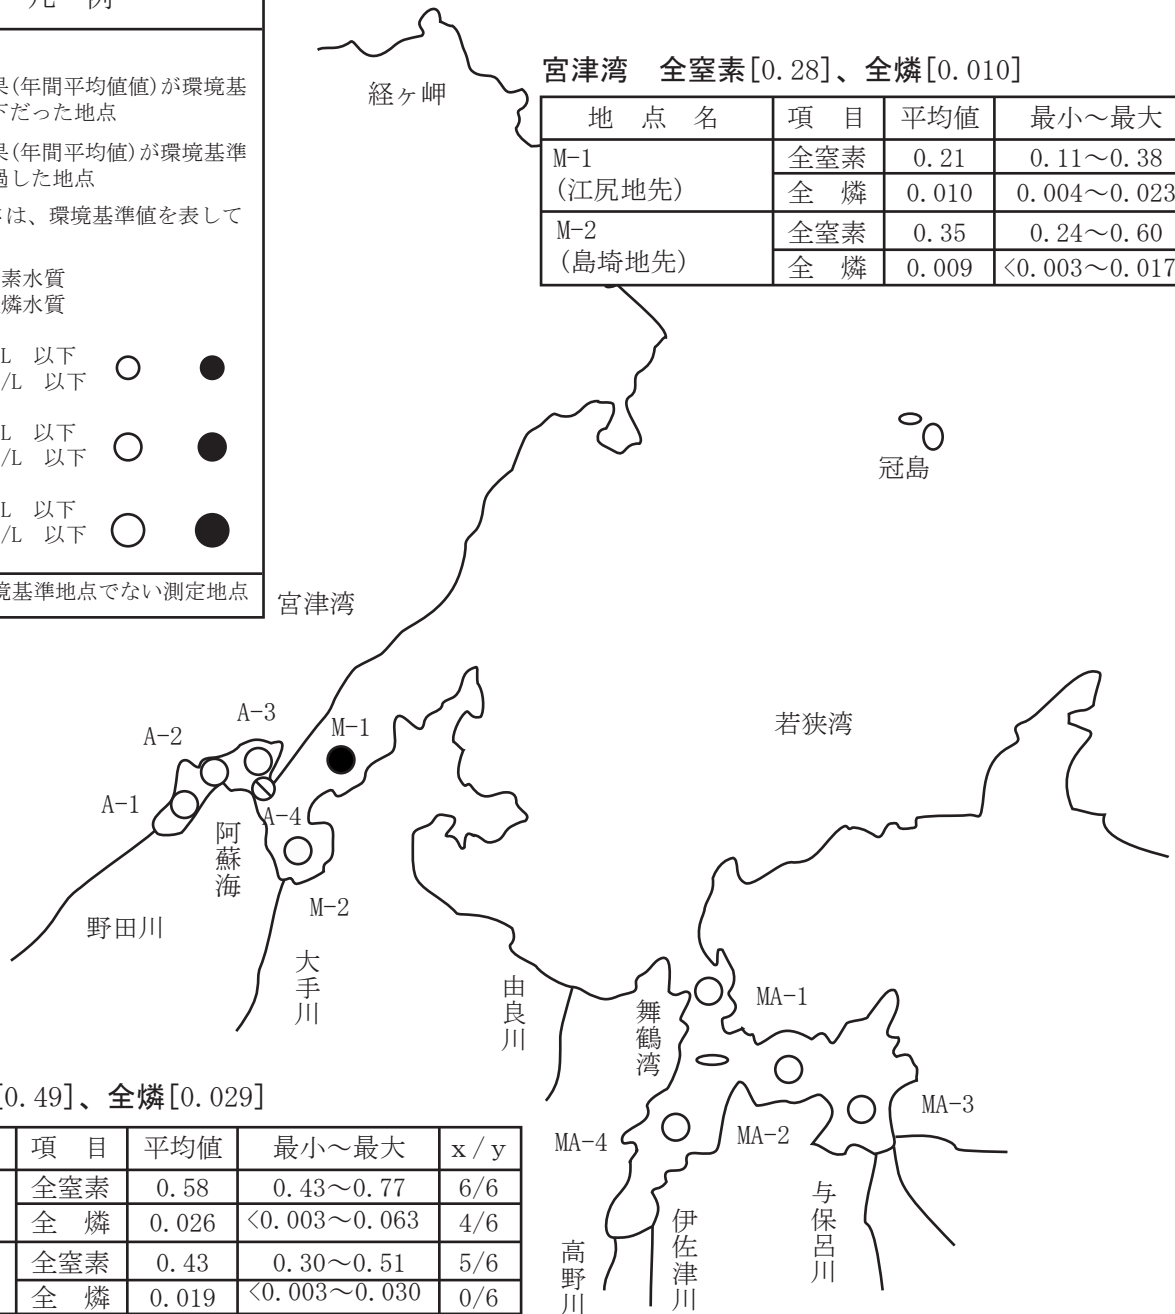 凡 例
果(年間平均値値)が環境基
下だった地点
果(年間平均値)が環境基準
過した地点
は、環境基準値を表して
素水質
燐水質
L 以下
/L 以下
L 以下
/L 以下
L 以下
/L 以下
境基準地点でない測定地点
経ヶ岬
宮津湾 全窒素[0.28]、全燐[0.010]
地 点 名 項 目 平均値 最小～最大
M-1 全窒素 0.21 0.11～0.38
(江尻地先) 全 燐 0.010 0.004～0.023
M-2 全窒素 0.35 0.24～0.60
(島埼地先) 全 燐 0.009 <0.003～0.017
冠島
宮津湾
若狭湾
A-3
M-1
A-2
A-1
A-4
阿蘇海
M-2
野田川
大手川
由良川
舞鶴湾
MA-1
MA-3
MA-2
MA-4
与保呂川
伊佐津川
高野川
[0.49]、全燐[0.029]
項 目 平均値 最小～最大 x/y
全窒素 0.58 0.43～0.77 6/6
全 燐 0.026 <0.003～0.063 4/6
全窒素 0.43 0.30～0.51 5/6
全 燐 0.019 <0.003～0.030 0/6